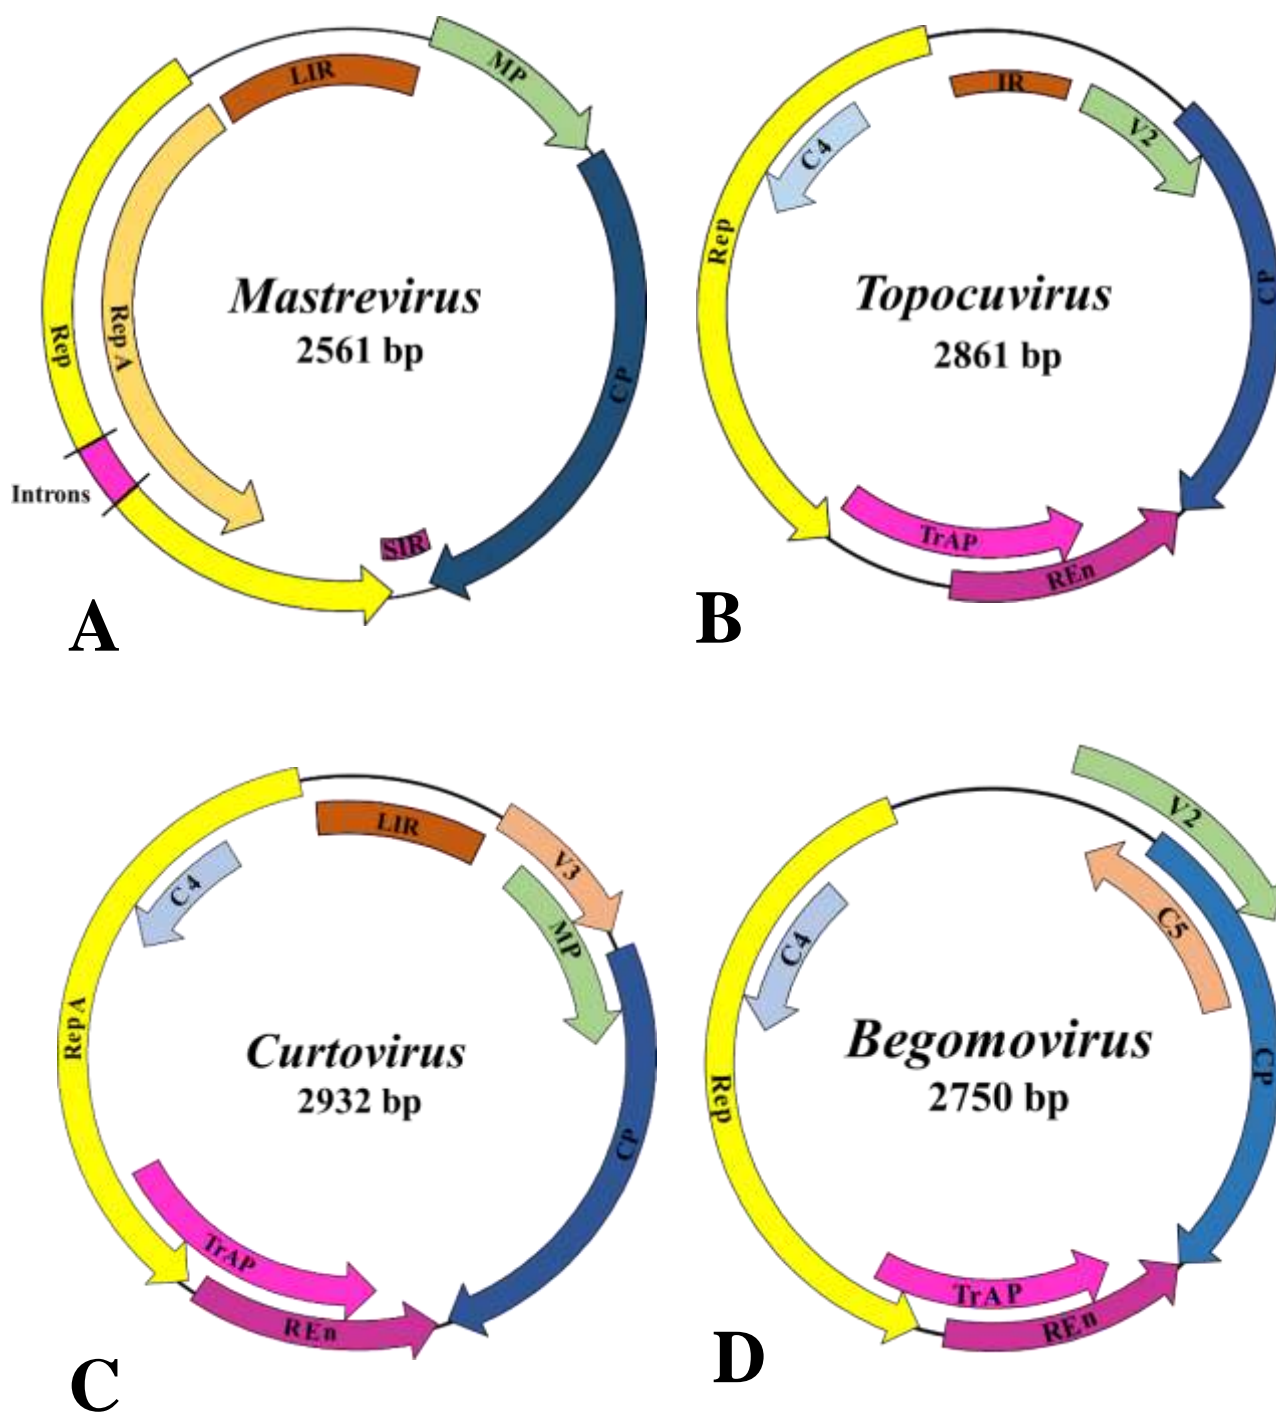 LIR
MP
Rep
Rep A
Mastrevirus
2561 bp
CP
Introns
SIR
A
IR
V2
C4
Rep
CP
Topocuvirus
2861 bp
TrAP
REn
B
LIR
V3
C4
MP
Rep A
Curtovirus
2932 bp
CP
TrAP
REn
C
V2
C4
C5
Begomovirus
2750 bp
Rep
CP
TrAP
REn
D